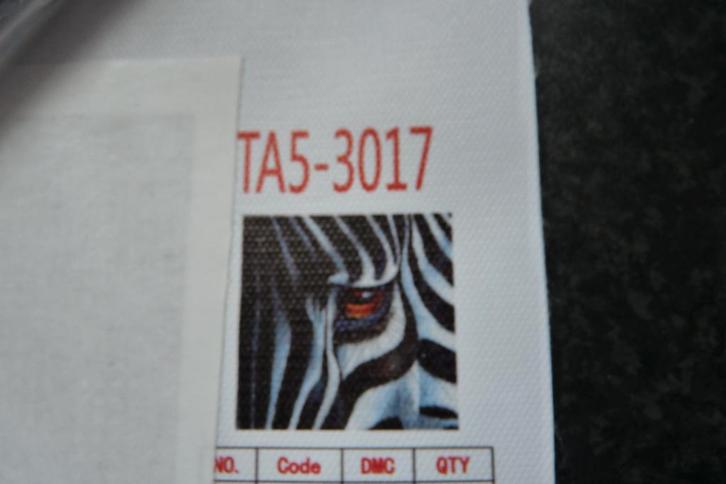 TA5-3017
NO. Code DMC QTY